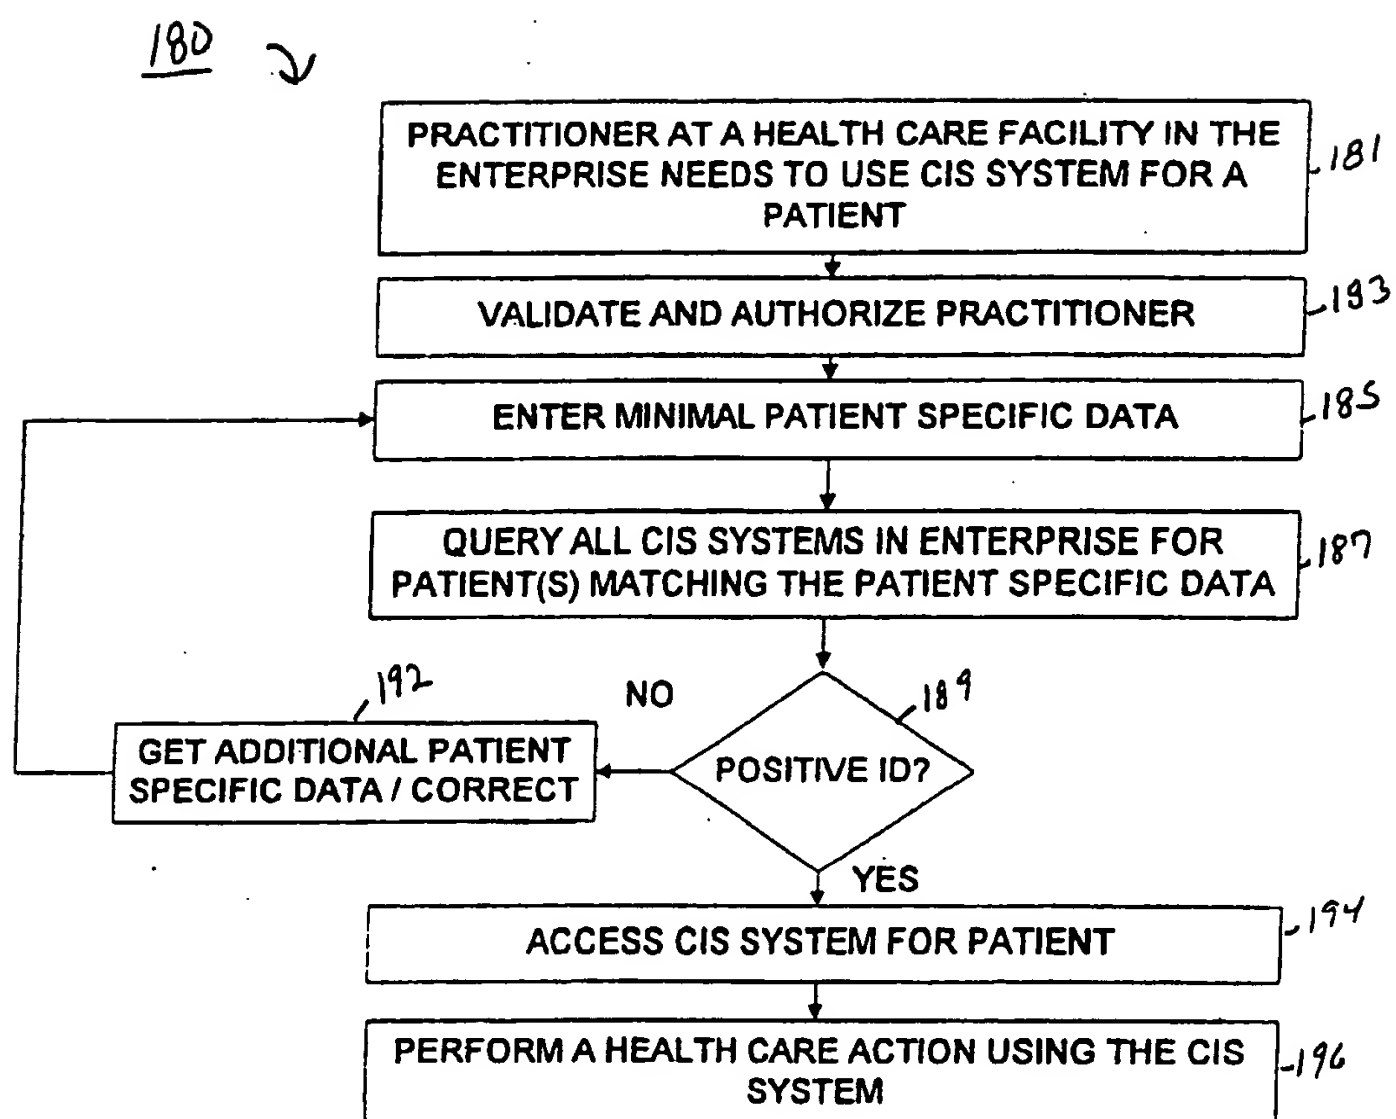 180
PRACTITIONER AT A HEALTH CARE FACILITY IN THE
ENTERPRISE NEEDS TO USE CIS SYSTEM FOR A
PATIENT
181
VALIDATE AND AUTHORIZE PRACTITIONER
183
ENTER MINIMAL PATIENT SPECIFIC DATA
185
QUERY ALL CIS SYSTEMS IN ENTERPRISE FOR
PATIENT(S) MATCHING THE PATIENT SPECIFIC DATA
187
192
NO
189
GET ADDITIONAL PATIENT
SPECIFIC DATA / CORRECT
POSITIVE ID?
YES
ACCESS CIS SYSTEM FOR PATIENT
194
PERFORM A HEALTH CARE ACTION USING THE CIS
SYSTEM
196